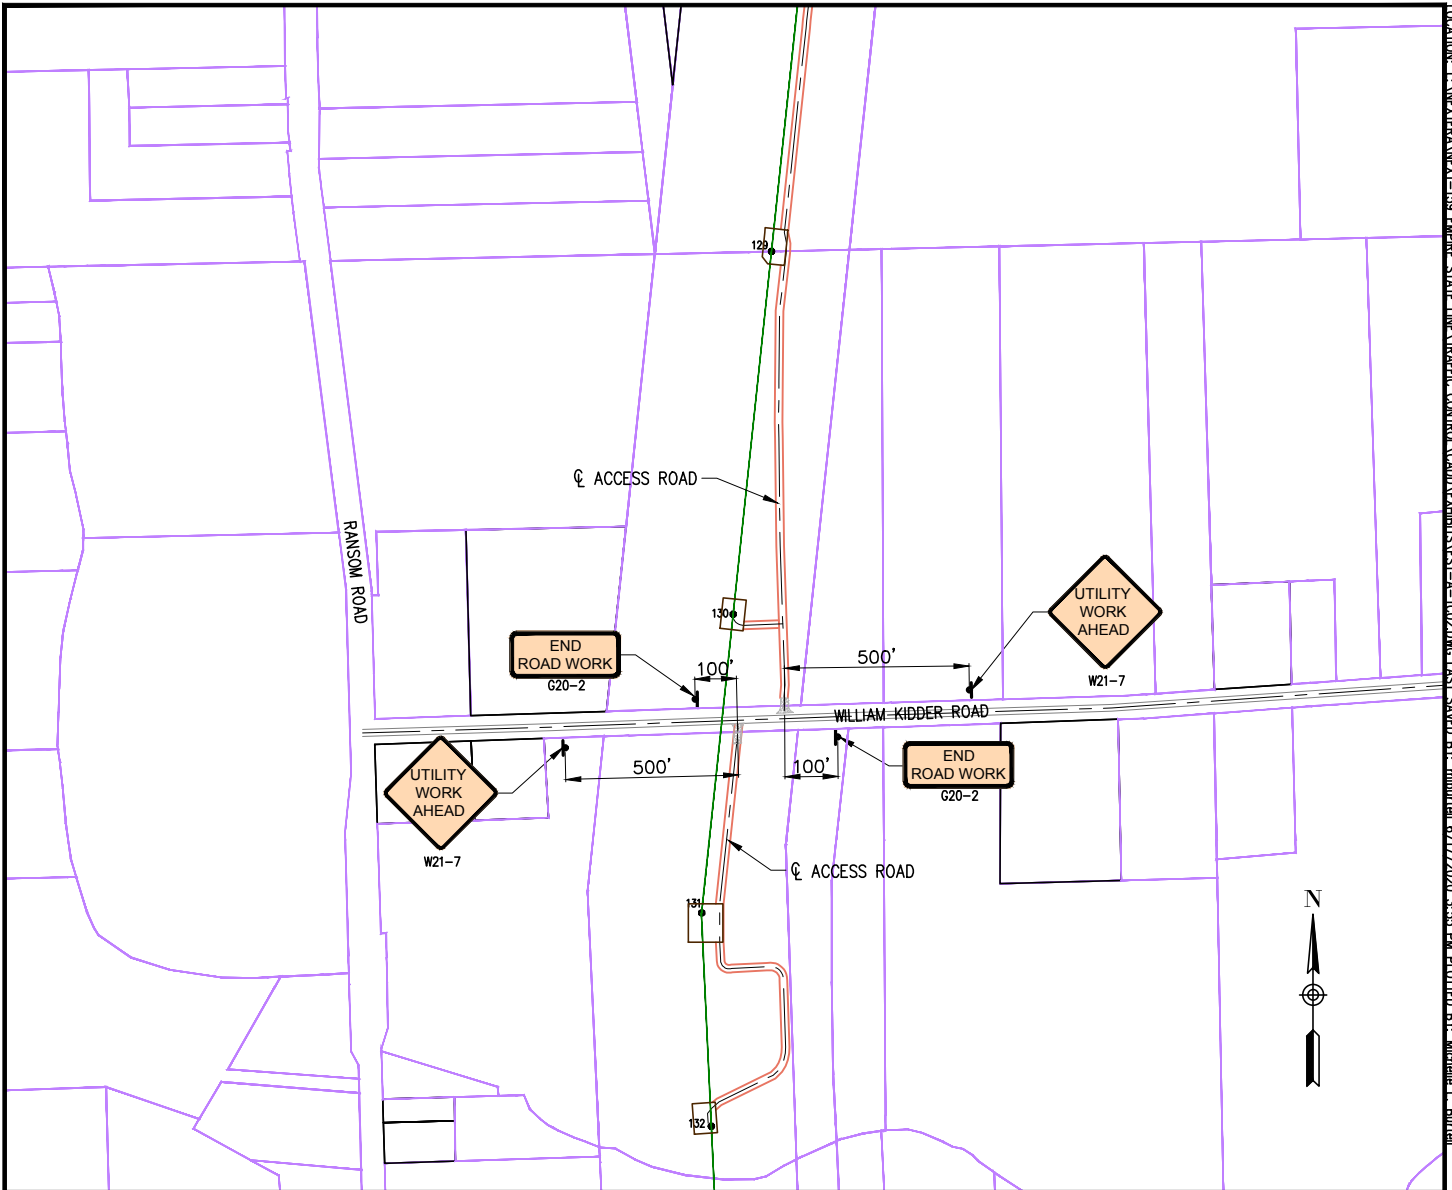 129
℄ ACCESS ROAD
RANSOM ROAD
130
UTILITY
WORK
AHEAD
W21-7
END
ROAD WORK
G20-2
100'
500'
WILLIAM KIDDER ROAD
UTILITY
WORK
AHEAD
W21-7
500'
100'
END
ROAD WORK
G20-2
℄ ACCESS ROAD
131
N
132